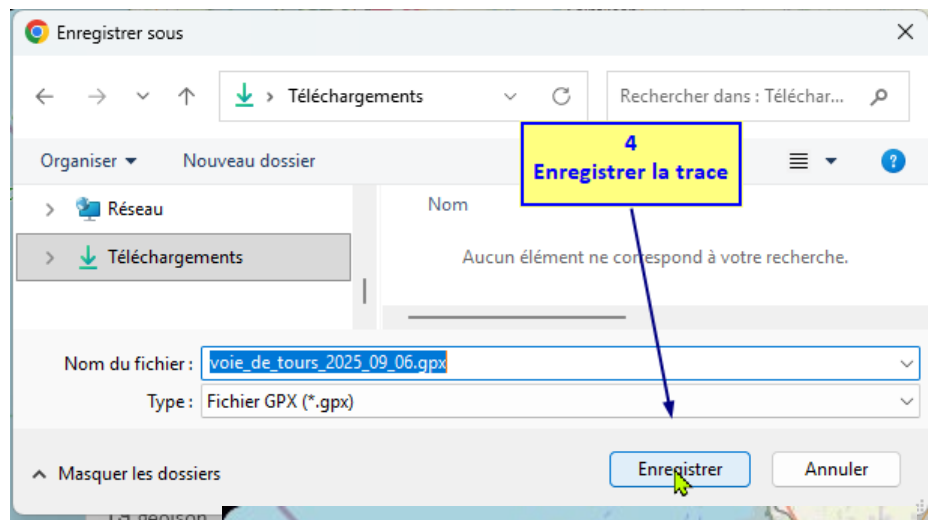 Enregistrer sous
Téléchargements
Rechercher dans : Téléchar...
4
Enregistrer la trace
Organiser
Nouveau dossier
Réseau
Nom
Téléchargements
Aucun élément ne correspond à votre recherche.
Nom du fichier : voie_de_tours_2025_09_06.gpx
Type : Fichier GPX (*.gpx)
Masquer les dossiers
Enregistrer
Annuler